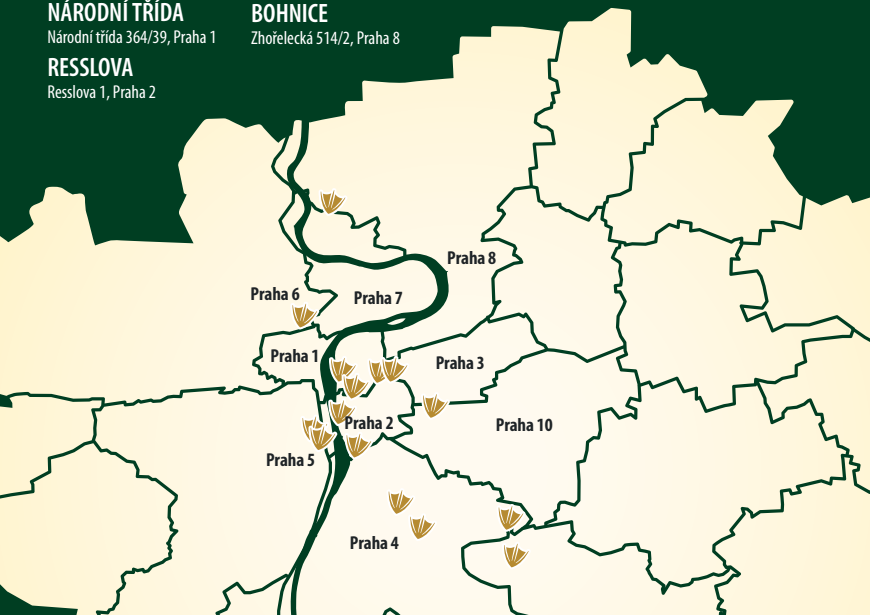 NÁRODNÍ TŘÍDA
Národní třída 364/39, Praha 1
RESSLOVA
Resslova 1, Praha 2
BOHNICE
Zhořelecká 514/2, Praha 8
Praha 8
Praha 6
Praha 7
Praha 1
Praha 3
Praha 2
Praha 10
Praha 5
Praha 4